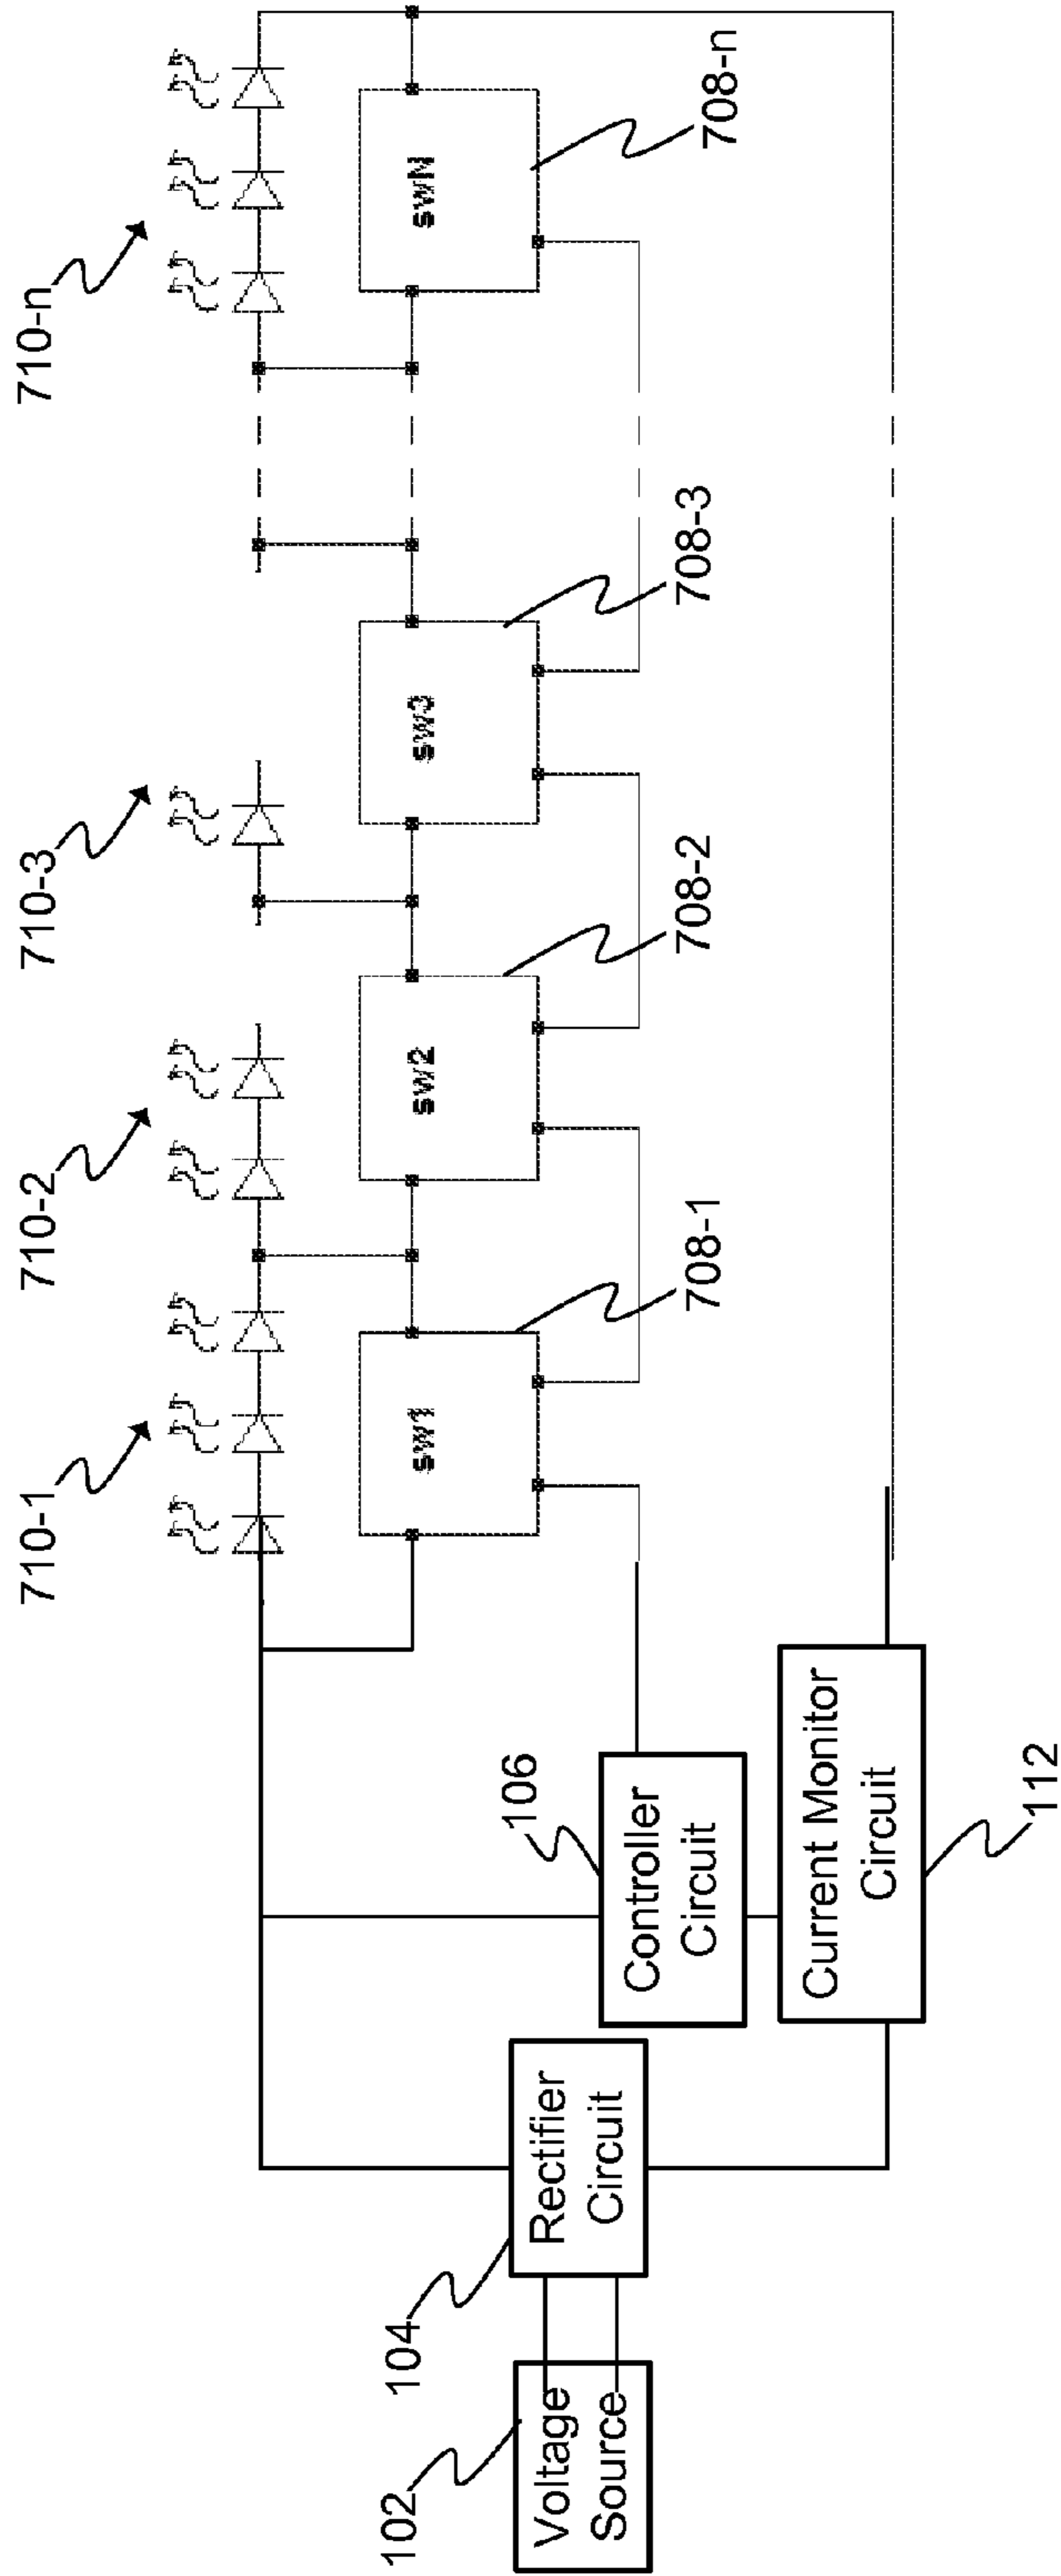 710-1
710-2
710-3
710-n
SW1
SW2
SW3
SWN
708-1
708-2
708-3
708-n
102
Voltage
Source
104
Rectifier
Circuit
106
Controller
Circuit
Current Monitor
Circuit
112